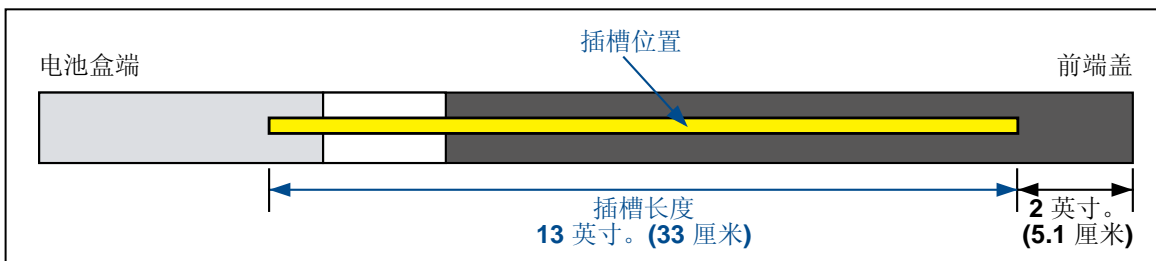 插槽位置
电池盒端
前端盖
插槽长度
13 英寸。(33 厘米)
2 英寸。
(5.1 厘米)